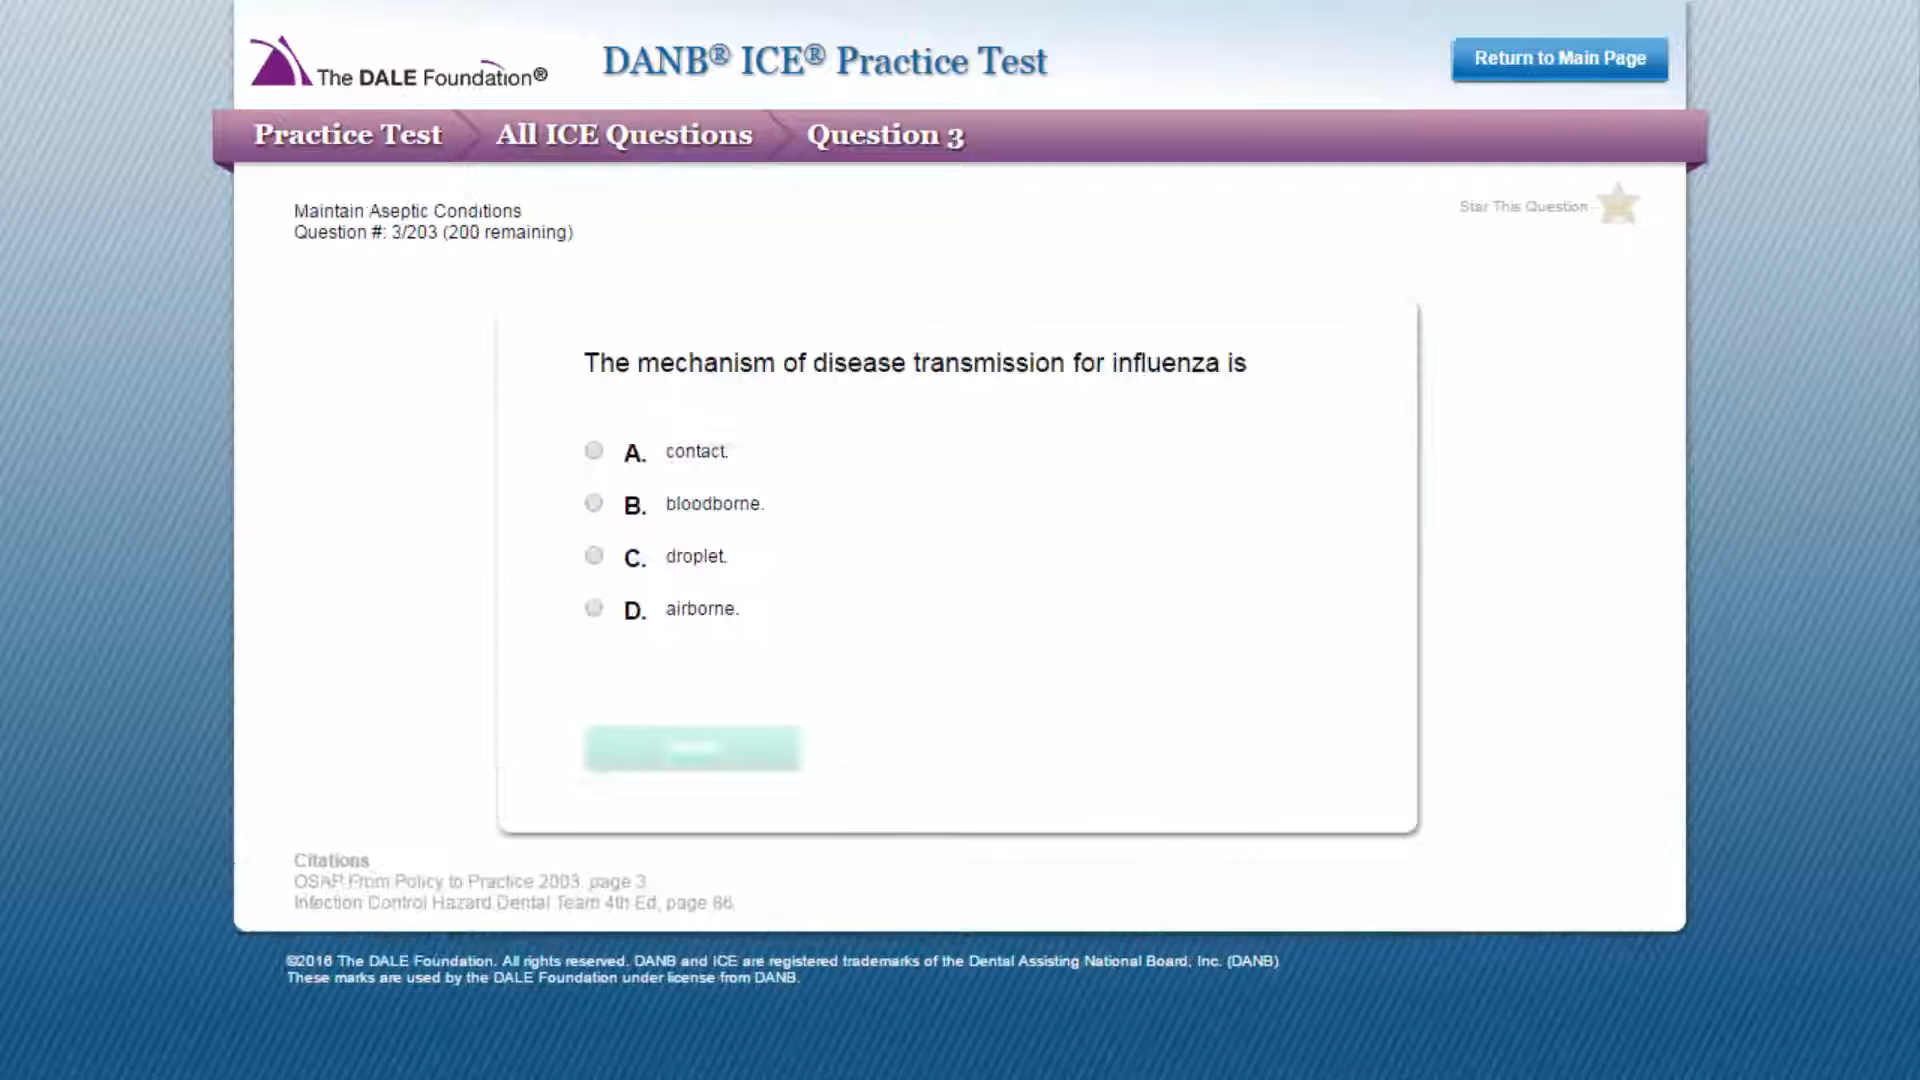 The DALE Foundation®
DANB® ICE® Practice Test
Return to Main Page
Practice Test
All ICE Questions
Question 3
Maintain Aseptic Conditions
Question #: 3/203 (200 remaining)
Star This Question
The mechanism of disease transmission for influenza is
A. contact.
B. bloodborne.
C. droplet.
D. airborne.
Citations
OSAP From Policy to Practice 2003, page 3
Infection Control Hazard Dental Team 4th Ed, page 86
©2016 The DALE Foundation. All rights reserved. DANB and ICE are registered trademarks of the Dental Assisting National Board, Inc. (DANB)
These marks are used by the DALE Foundation under license from DANB.